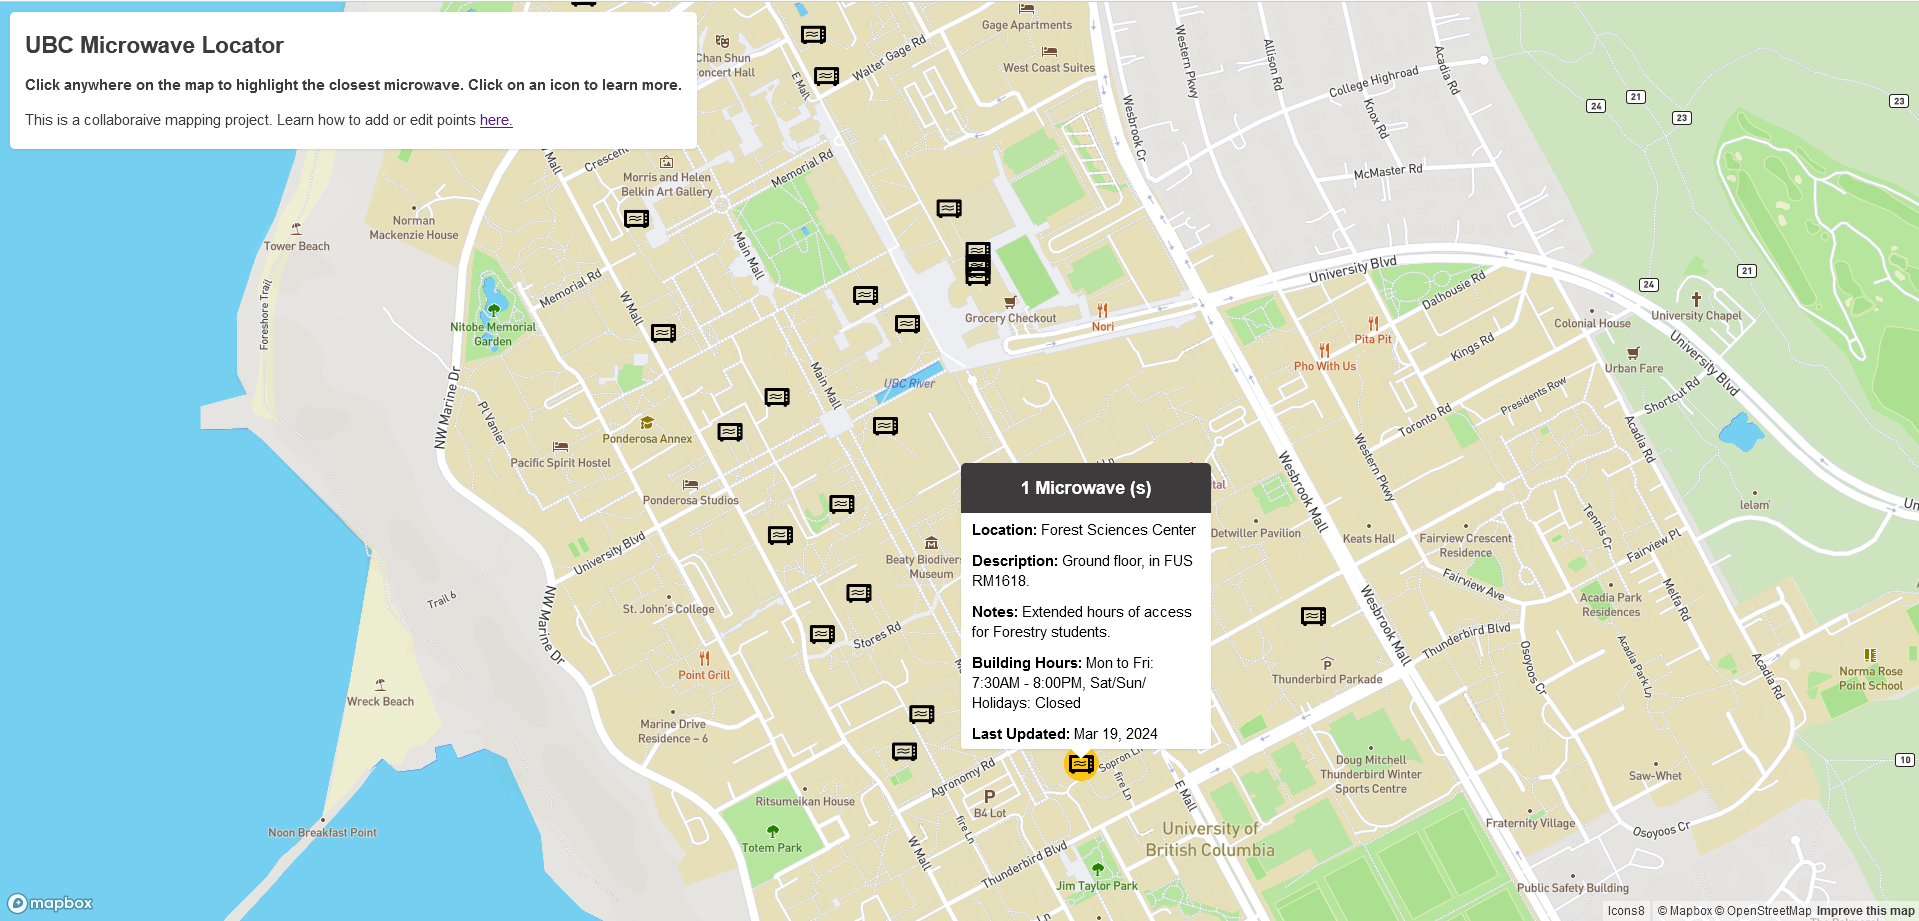 UBC Microwave Locator
Click anywhere on the map to highlight the closest microwave. Click on an icon to learn more.
This is a collaboraive mapping project. Learn how to add or edit points here.
Gage Apartments
Chan Shun
Concert Hall
E Mall
Walter Gage Rd
West Coast Suites
Western Pkwy
Allison Rd
Acadia Rd
College Highroad
Knox Rd
24
21
23
23
Wesbrook Cr
McMaster Rd
W Mall
Crescent
Memorial Rd
Morris and Helen
Belkin Art Gallery
Norman
Mackenzie House
Tower Beach
Foreshore Trail
Main Mall
Memorial Rd
W Mall
Nitobe Memorial
Garden
University Blvd
Dalhousie Rd
24
21
Grocery Checkout
Nori
Colonial House
University Chapel
Pita Pit
Pho With Us
Kings Rd
Urban Fare
University Blvd
Shortcut Rd
Presidents Row
Toronto Rd
Acadia Rd
UBC River
Main Mall
NW Marine Dr
Pl Vanier
Ponderosa Annex
Pacific Spirit Hostel
Ponderosa Studios
Western Pkwy
Wesbrook Mall
Ln
1 Microwave (s)
Location: Forest Sciences Center
Description: Ground floor, in FUS
RM1618.
Notes: Extended hours of access
for Forestry students.
Building Hours: Mon to Fri:
7:30AM - 8:00PM, Sat/Sun/
Holidays: Closed
Last Updated: Mar 19, 2024
tal
Detwiller Pavilion
Keats Hall
Fairview Crescent
Residence
Tennis Cr
Fairview Pl
lelem̓
Un
University Blvd
Beaty Biodivers
Museum
Trail 6
NW Marine Dr
St. John's College
Stores Rd
Fairview Ave
Acadia Park
Residences
Melfa Rd
Wesbrook Mall
Thunderbird Blvd
Acadia Park Ln
Osoyoos Cr
Acadia Rd
Norma Rose
Point School
Point Grill
Thunderbird Parkade
Wreck Beach
Marine Drive
Residence – 6
Agronomy Rd
Sopron Ln
fire Ln
E Mall
Doug Mitchell
Thunderbird Winter
Sports Centre
Saw-Whet
10
Ritsumeikan House
B4 Lot
fire Ln
Noon Breakfast Point
Totem Park
W Mall
University of
British Columbia
Fraternity Village
Osoyoos Cr
Thunderbird Blvd
Jim Taylor Park
Public Safety Building
mapbox
Icons8
© Mapbox © OpenStreetMap Improve this map